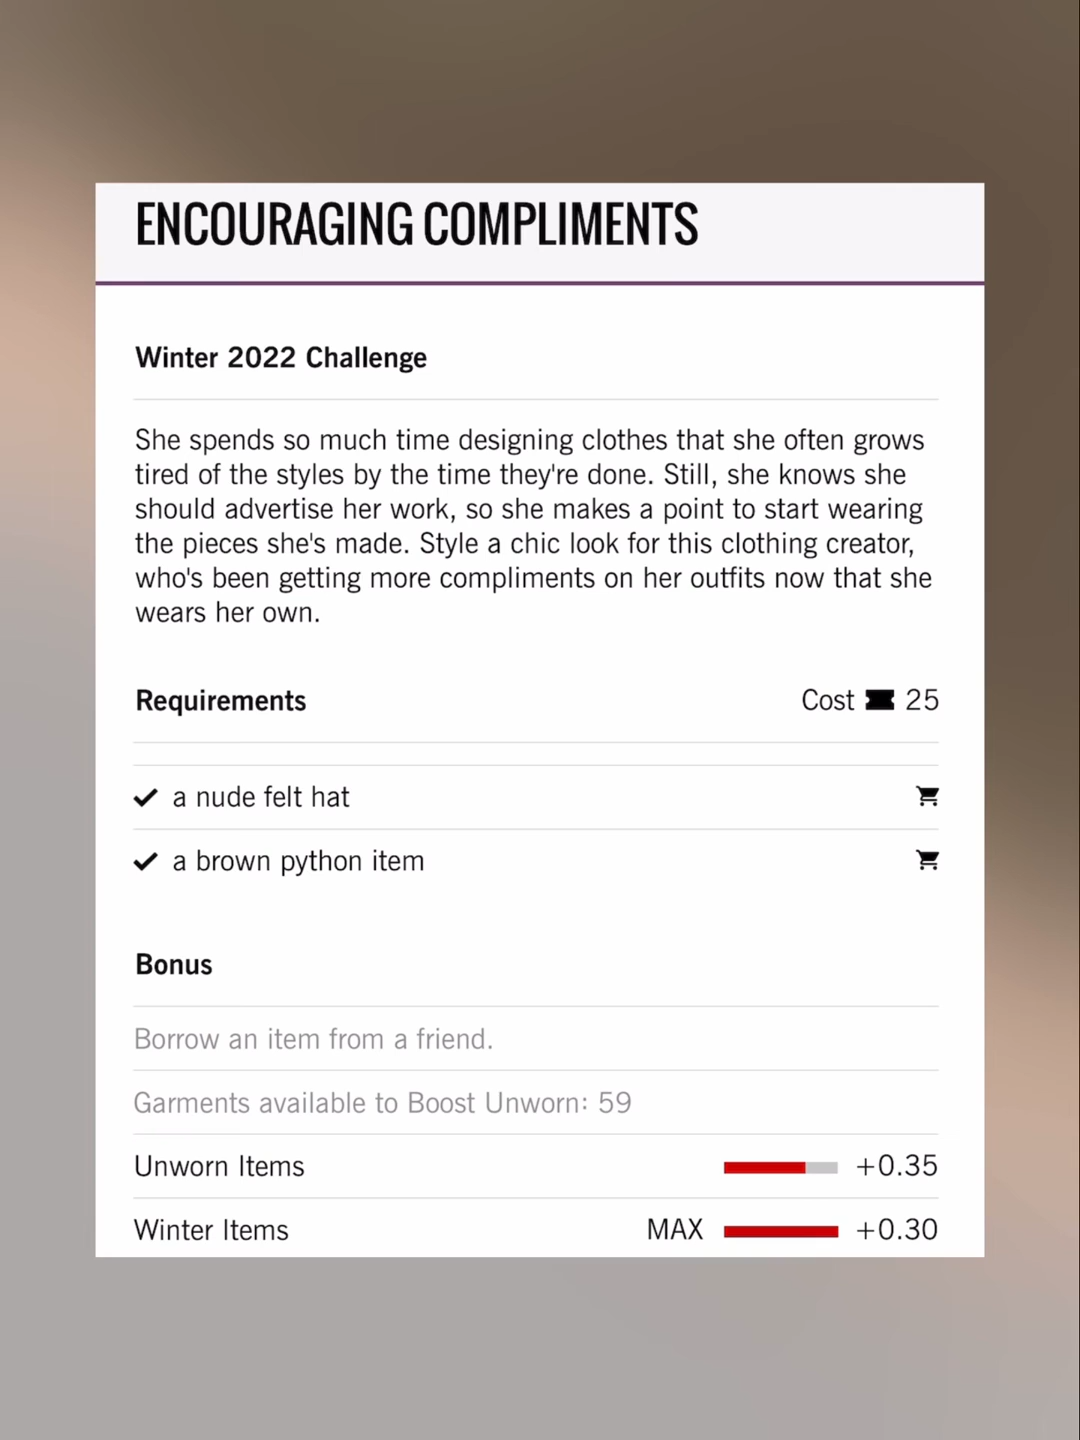 ENCOURAGING COMPLIMENTS
Winter 2022 Challenge
She spends so much time designing clothes that she often grows
tired of the styles by the time they're done. Still, she knows she
should advertise her work, so she makes a point to start wearing
the pieces she's made. Style a chic look for this clothing creator,
who's been getting more compliments on her outfits now that she
wears her own.
Requirements Cost 25
a nude felt hat
a brown python item
Bonus
Borrow an item from a friend.
Garments available to Boost Unworn: 59
Unworn Items +0.35
Winter Items MAX +0.30